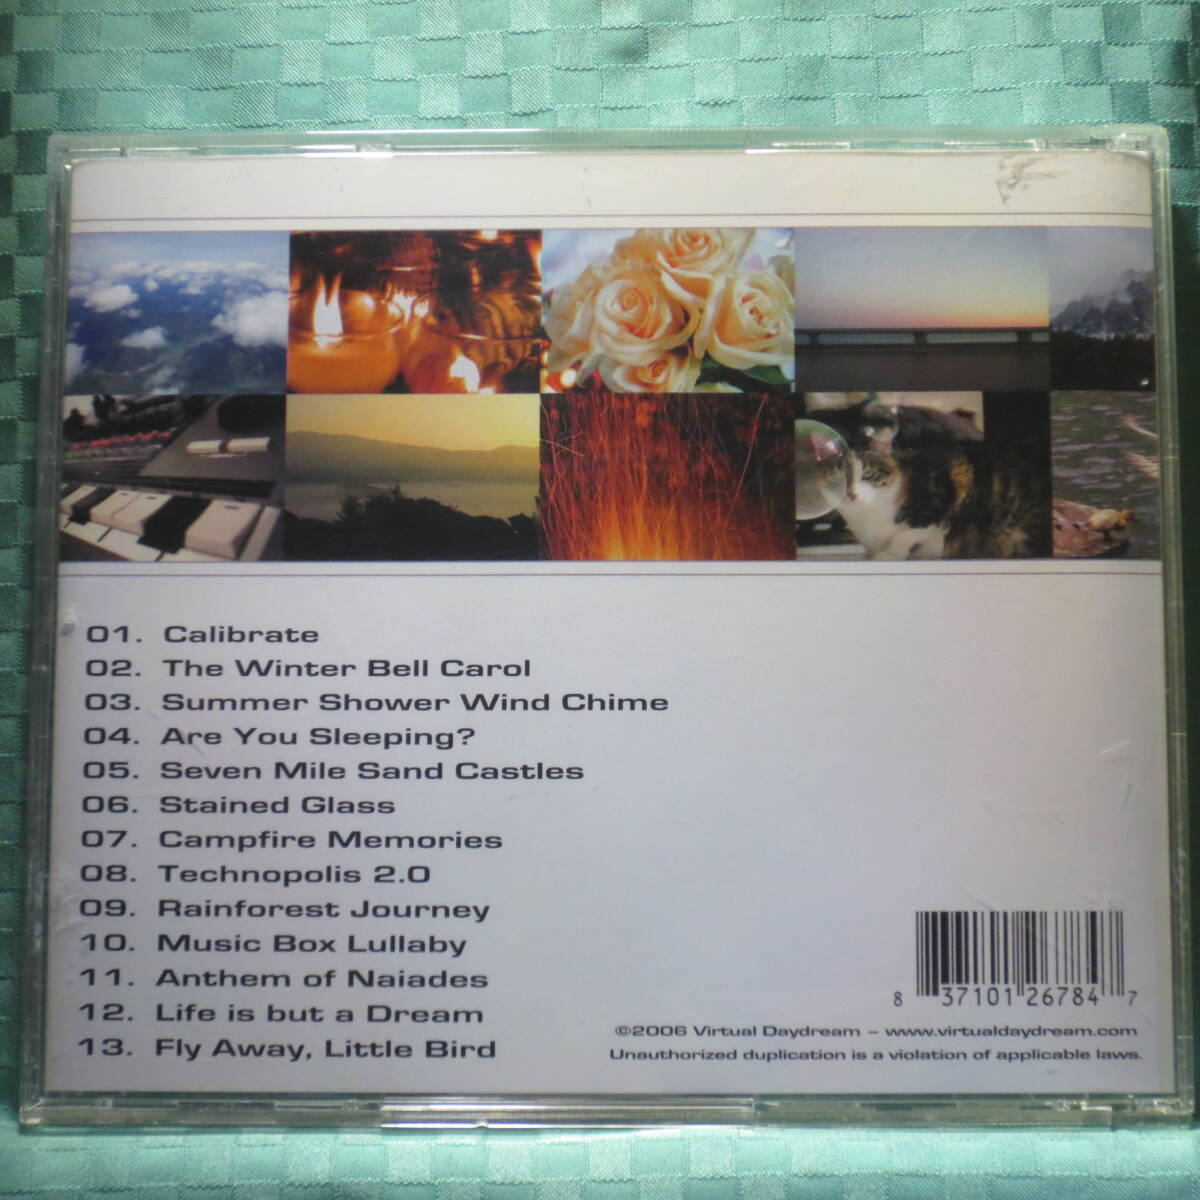 01. Calibrate
02. The Winter Bell Carol
03. Summer Shower Wind Chime
04. Are You Sleeping?
05. Seven Mile Sand Castles
06. Stained Glass
07. Campfire Memories
08. Technopolis 2.0
09. Rainforest Journey
10. Music Box Lullaby
11. Anthem of Naiades
12. Life is but a Dream
13. Fly Away, Little Bird
8 37101 26784 7
©2006 Virtual Daydream – www.virtualdaydream.com
Unauthorized duplication is a violation of applicable laws.